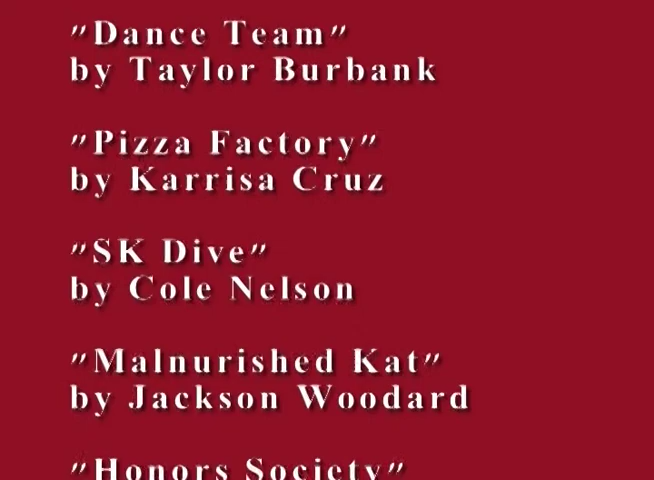 "Dance Team"
by Taylor Burbank
"Pizza Factory"
by Karrisa Cruz
"SK Dive"
by Cole Nelson
"Malnurished Kat"
by Jackson Woodard
"Honors Society"